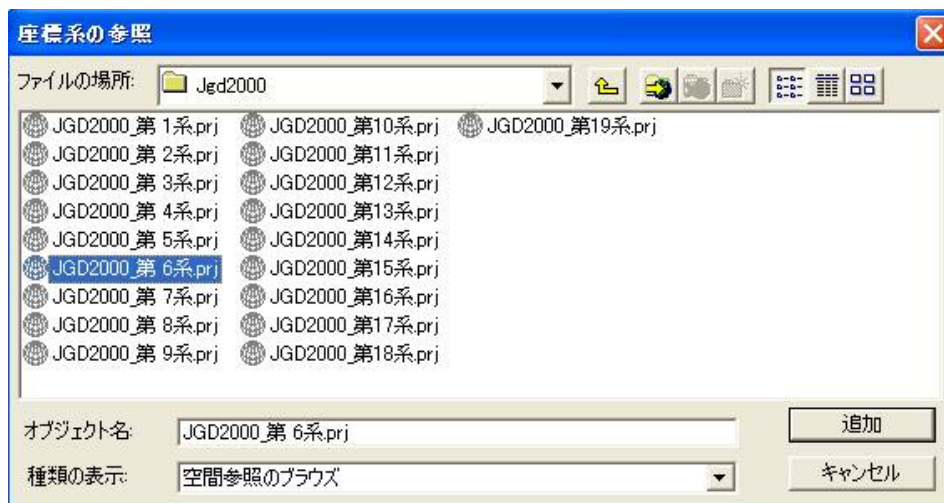 座標系の参照
ファイルの場所: Jgd2000
JGD2000_第 1系.prj JGD2000_第10系.prj JGD2000_第19系.prj
JGD2000_第 2系.prj JGD2000_第11系.prj
JGD2000_第 3系.prj JGD2000_第12系.prj
JGD2000_第 4系.prj JGD2000_第13系.prj
JGD2000_第 5系.prj JGD2000_第14系.prj
JGD2000_第 6系.prj JGD2000_第15系.prj
JGD2000_第 7系.prj JGD2000_第16系.prj
JGD2000_第 8系.prj JGD2000_第17系.prj
JGD2000_第 9系.prj JGD2000_第18系.prj
オブジェクト名: JGD2000_第 6系.prj 追加
種類の表示: 空間参照のブラウズ キャンセル